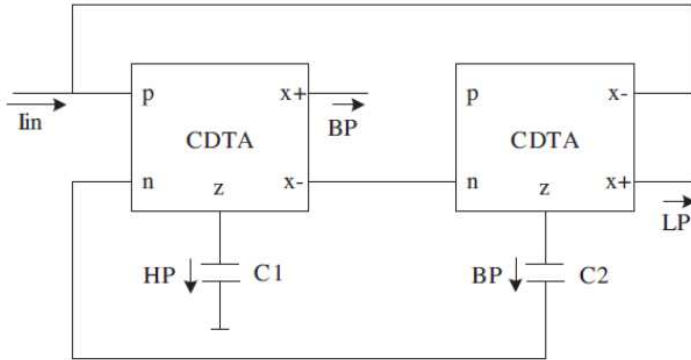 p x+ p x-
Iin BP
CDTA CDTA
n z x- n z x+
LP
HP C1 BP C2